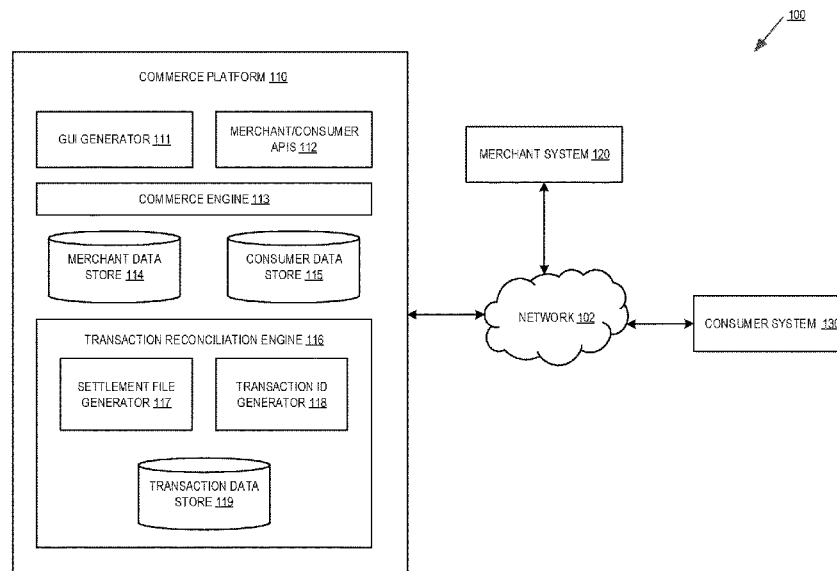 100
COMMERCE PLATFORM 110
GUI GENERATOR 111
MERCHANT/CONSUMER
APIS 112
COMMERCE ENGINE 113
MERCHANT DATA
STORE 114
CONSUMER DATA
STORE 115
TRANSACTION RECONCILIATION ENGINE 116
SETTLEMENT FILE
GENERATOR 117
TRANSACTION ID
GENERATOR 118
TRANSACTION DATA
STORE 119
MERCHANT SYSTEM 120
NETWORK 102
CONSUMER SYSTEM 130